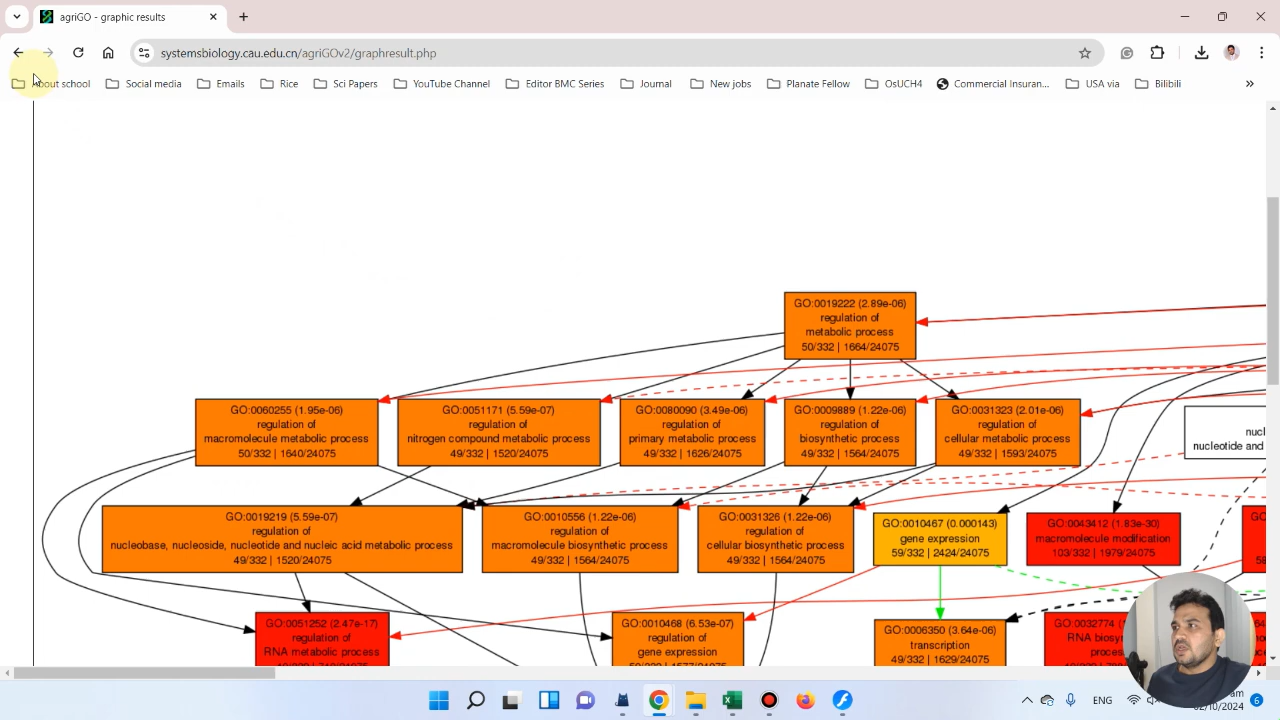 agriGO - graphic results
systemsbiology.cau.edu.cn/agriGOv2/graphresult.php
About school
Social media
Emails
Rice
Sci Papers
YouTube Channel
Editor BMC Series
Journal
New jobs
Planate Fellow
OsUCH4
Commercial Insuran...
USA via
Bilibili
GO:0019222 (2.89e-06)
regulation of
metabolic process
50/332 | 1664/24075
GO:0060255 (1.95e-06)
regulation of
macromolecule metabolic process
50/332 | 1640/24075
GO:0051171 (5.59e-07)
regulation of
nitrogen compound metabolic process
49/332 | 1520/24075
GO:0080090 (3.49e-06)
regulation of
primary metabolic process
49/332 | 1626/24075
GO:0009889 (1.22e-06)
regulation of
biosynthetic process
49/332 | 1564/24075
GO:0031323 (2.01e-06)
regulation of
cellular metabolic process
49/332 | 1593/24075
nucl
nucleotide and
GO:0019219 (5.59e-07)
regulation of
nucleobase, nucleoside, nucleotide and nucleic acid metabolic process
49/332 | 1520/24075
GO:0010556 (1.22e-06)
regulation of
macromolecule biosynthetic process
49/332 | 1564/24075
GO:0031326 (1.22e-06)
regulation of
cellular biosynthetic process
49/332 | 1564/24075
GO:0010467 (0.000143)
gene expression
59/332 | 2424/24075
GO:0043412 (1.83e-30)
macromolecule modification
103/332 | 1979/24075
GO:0051252 (2.47e-17)
regulation of
RNA metabolic process
GO:0010468 (6.53e-07)
regulation of
gene expression
GO:0006350 (3.64e-06)
transcription
49/332 | 1629/24075
GO:0032774
RNA biosyn
proces
ENG
am
02/10/2024
6